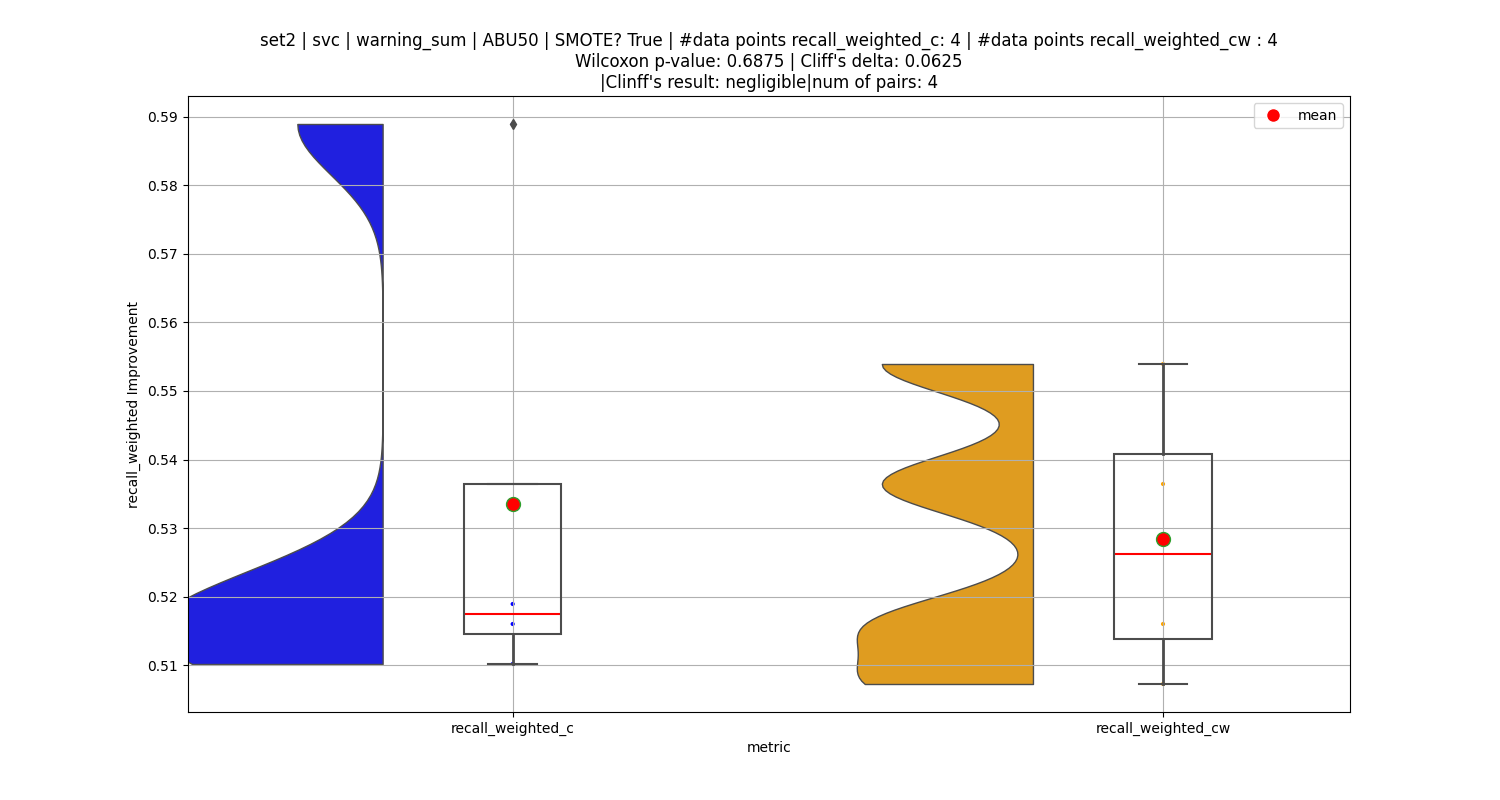 set2 | svc | warning_sum | ABU50 | SMOTE? True | #data points recall_weighted_c: 4 | #data points recall_weighted_cw : 4
Wilcoxon p-value: 0.6875 | Cliff's delta: 0.0625
|Clinff's result: negligible|num of pairs: 4
mean
0.59
0.58
0.57
0.56
0.55
0.54
0.53
0.52
0.51
recall_weighted Improvement
recall_weighted_c
recall_weighted_cw
metric